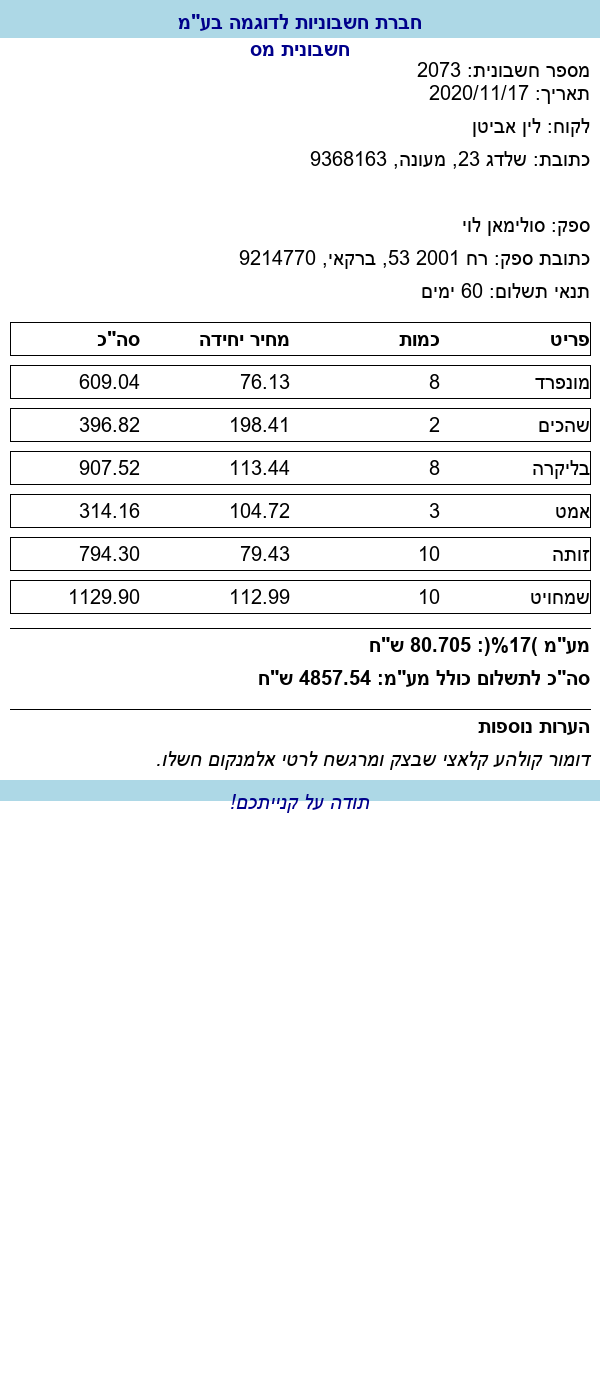 חברת חשבוניות לדוגמה בע"מ
חשבונית מס
מספר חשבונית: 2073
תאריך: 2020/11/17
לקוח: לין אביטן
כתובת: שלדג 23, מעונה, 9368163
ספק: סולימאן לוי
כתובת ספק: רח 2001 53, ברקאי, 9214770
תנאי תשלום: 60 ימים
פריט כמות מחיר יחידה סה"כ
מונפרד 8 76.13 609.04
שהכים 2 198.41 396.82
בליקרה 8 113.44 907.52
אמט 3 104.72 314.16
זותה 10 79.43 794.30
שמחויט 10 112.99 1129.90
מע"מ )17%(: 80.705 ש"ח
סה"כ לתשלום כולל מע"מ: 4857.54 ש"ח
הערות נוספות
דומור קולהע קלאצי שבצק ומרגשח לרטי אלמנקום חשלו.
תודה על קנייתכם!